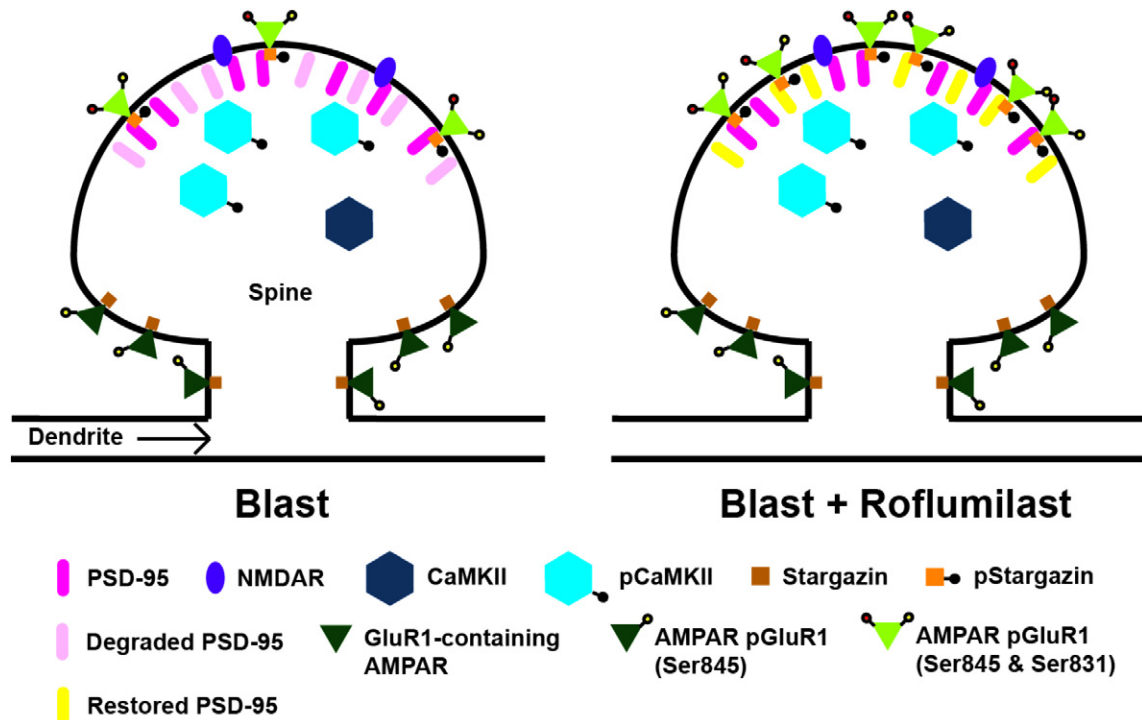 Spine
Dendrite
Blast
Blast + Roflumilast
PSD-95
NMDAR
CaMKII
pCaMKII
Stargazin
pStargazin
Degraded PSD-95
GluR1-containing
AMPAR
AMPAR pGluR1
(Ser845)
AMPAR pGluR1
(Ser845 & Ser831)
Restored PSD-95